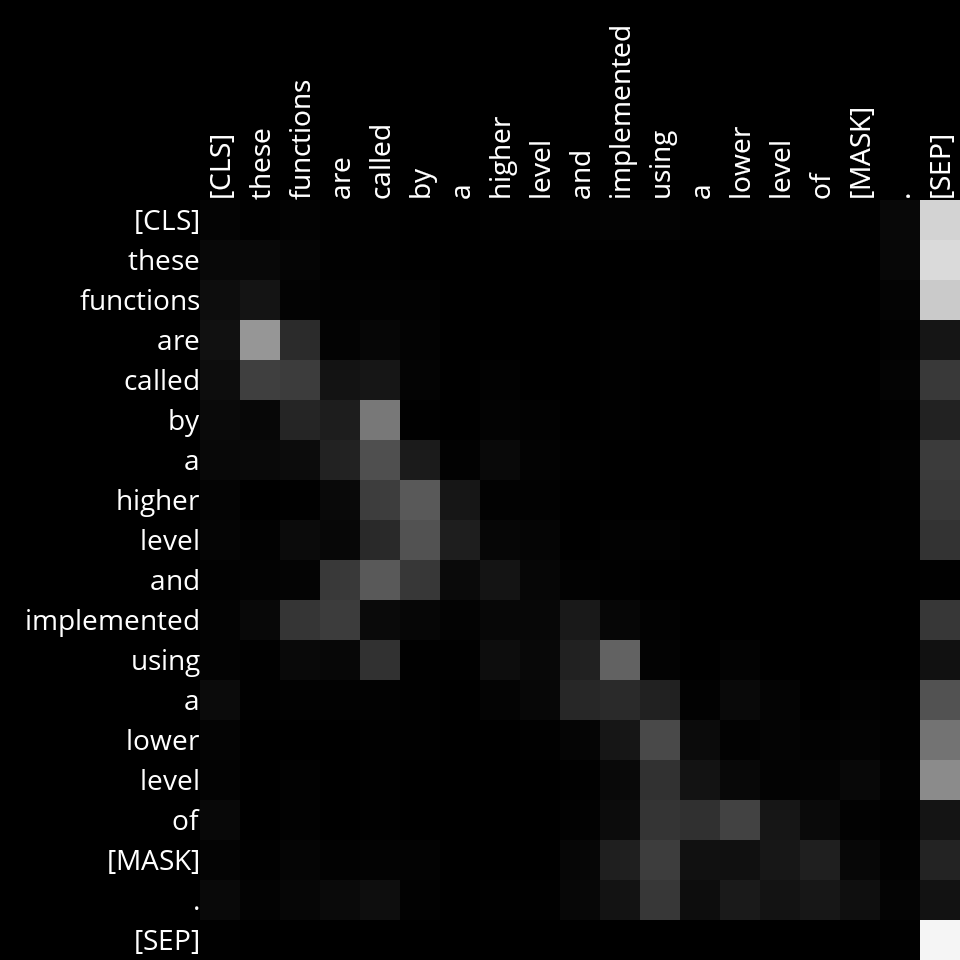 [CLS] these functions are called by a higher level and implemented using a lower level of [MASK] . [SEP]
[CLS]
these
functions
are
called
by
a
higher
level
and
implemented
using
a
lower
level
of
[MASK]
.
[SEP]